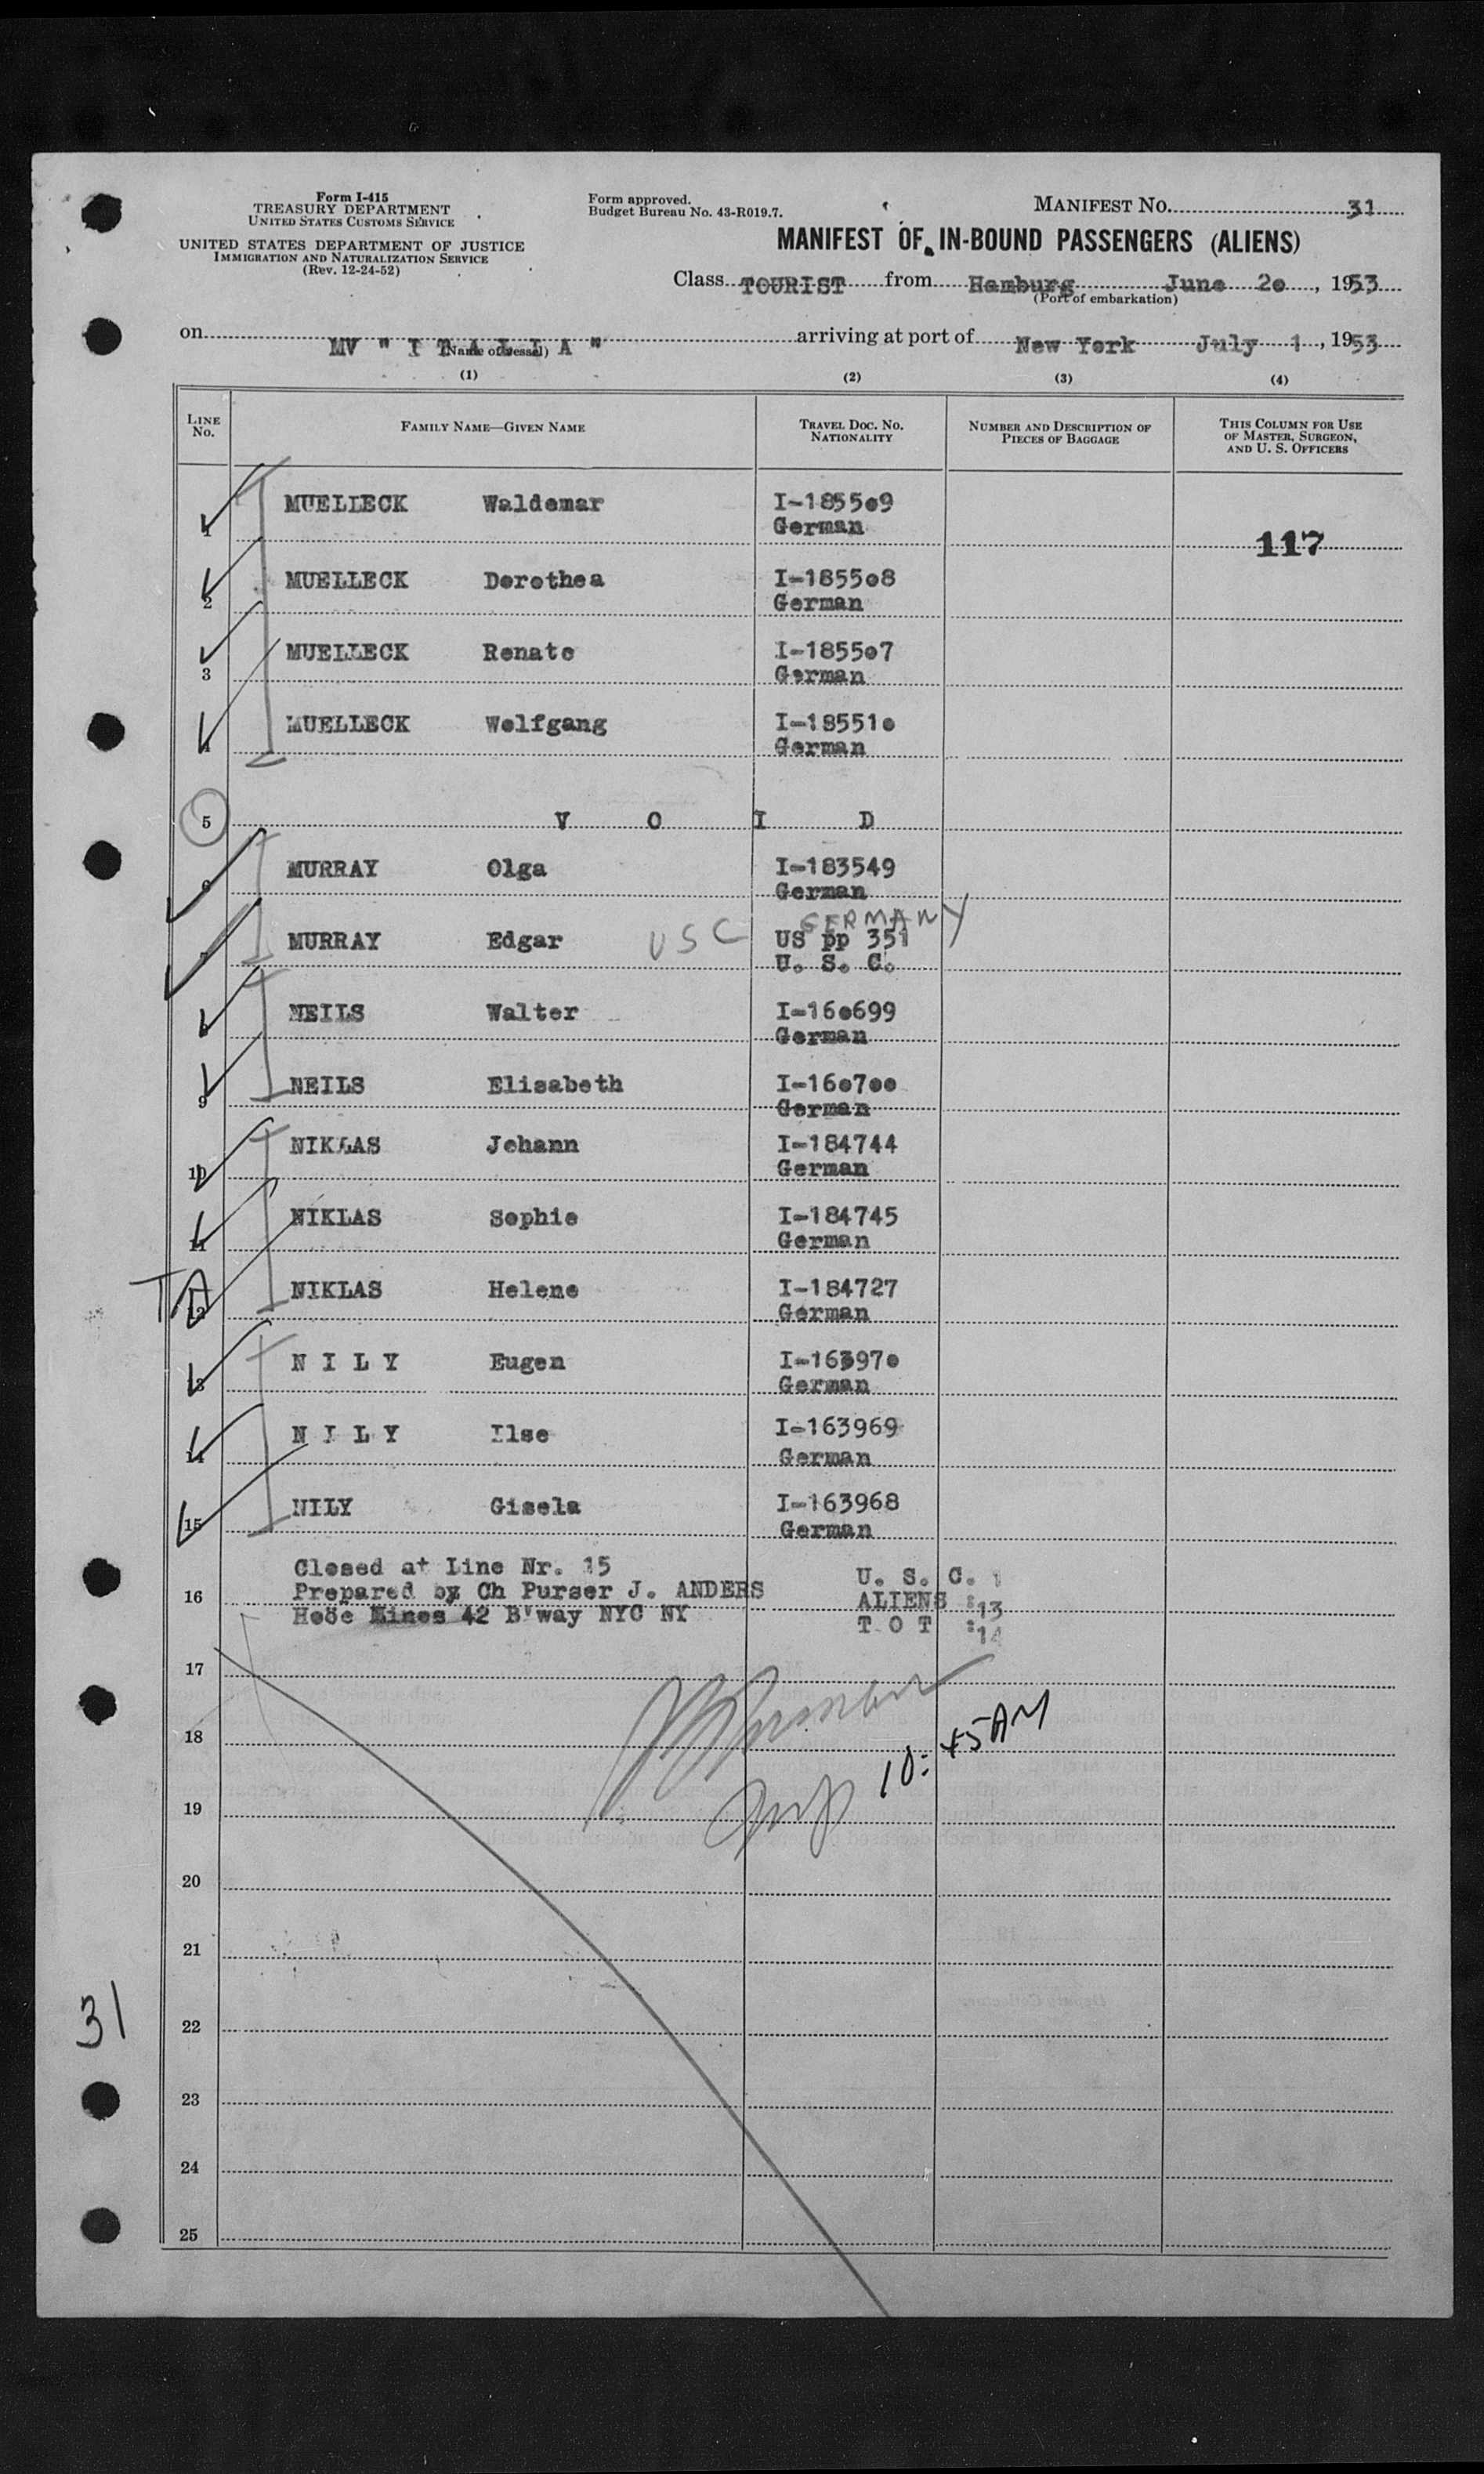 Form I-415
TREASURY DEPARTMENT
UNITED STATES CUSTOMS SERVICE
UNITED STATES DEPARTMENT OF JUSTICE
IMMIGRATION AND NATURALIZATION SERVICE
(Rev. 12-24-52)
Form approved.
Budget Bureau No. 43-R019.7.
MANIFEST NO. 31
MANIFEST OF IN-BOUND PASSENGERS (ALIENS)
Class TOURIST from Hamburg June 20, 1953
(Port of embarkation)
on MV " I T A L I A " arriving at port of New York July 1, 1953
(Name of vessel)
(1) (2) (3) (4)
LINE NO. FAMILY NAME—GIVEN NAME TRAVEL DOC. NO. NATIONALITY NUMBER AND DESCRIPTION OF PIECES OF BAGGAGE THIS COLUMN FOR USE OF MASTER, SURGEON, AND U. S. OFFICERS
1 MUELLECK Waldemar I-185509
German
117
2 MUELLECK Dorothea I-185508
German
3 MUELLECK Renate I-185507
German
4 MUELLECK Wolfgang I-185510
German
5 V O I D
6 MURRAY Olga I-183549
German
GERMANY
7 MURRAY Edgar USC US pp 351
U. S. C.
8 NEILS Walter I-160699
German
9 NEILS Elisabeth I-160700
German
10 NIKLAS Johann I-184744
German
11 NIKLAS Sophie I-184745
German
TA 12 NIKLAS Helene I-184727
German
13 N I L Y Eugen I-163970
German
14 N I L Y Ilse I-163969
German
15 NILY Gisela I-163968
German
Closed at Line Nr. 15 U. S. C. 1
16 Prepared by Ch Purser J. ANDERS ALIENS :13
Home Lines 42 B'way NYC NY T O T :14
17
18
10:45 AM
19
20
21
22
31
23
24
25